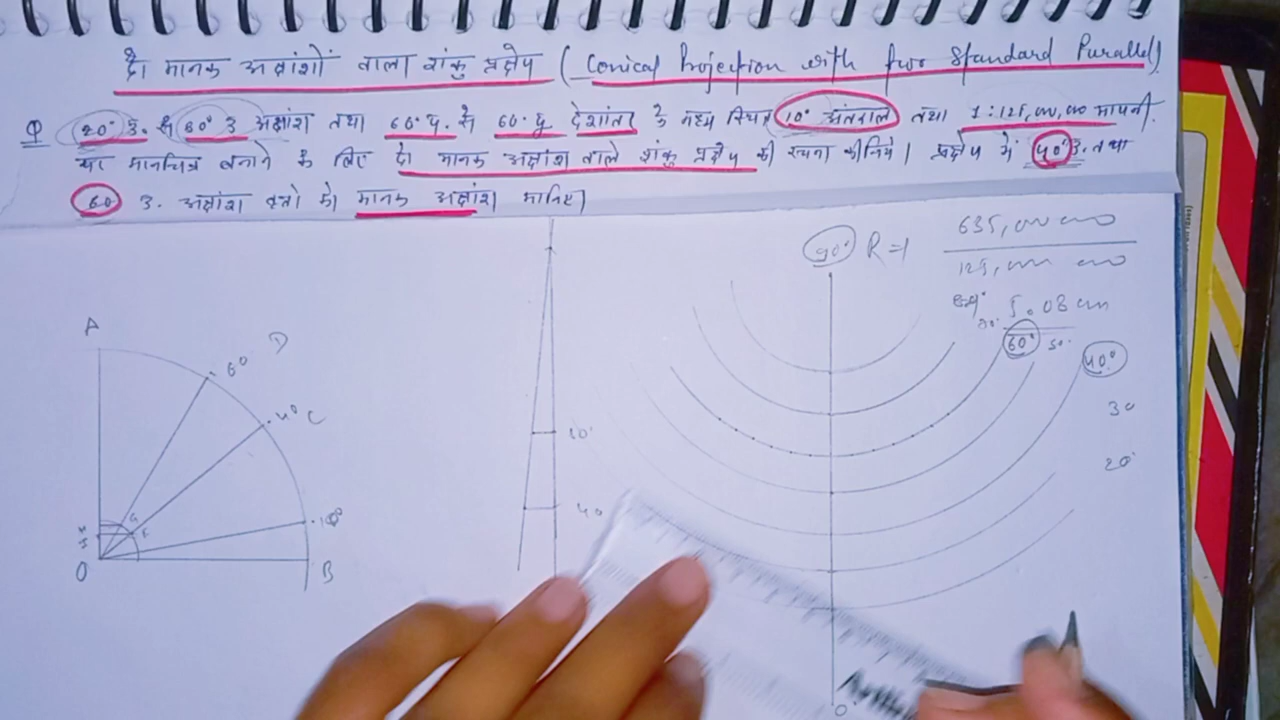 दो मानक अक्षांशों वाला शंकु प्रक्षेप (Conical Projection with two Standard Parallel)
Q 20° उ. से 80° उ अक्षांश तथा 60° प. से 60° पू देशांतर के मध्य स्थित 10° अंतराल तथा 1:125,000,000 मापनी
पर मानचित्र बनाने के लिए दो मानक अक्षांश वाले शंकु प्रक्षेप की रचना कीजिये। प्रक्षेप में 40° उ. तथा
60 उ. अक्षांश वृत्तो को मानक अक्षांश मानिए।
90° R=
635,000 000
125,000 000
5.08 cm
60° 50°
40°
30
20°
A
60° D
40° C
10°
B
O
40
O